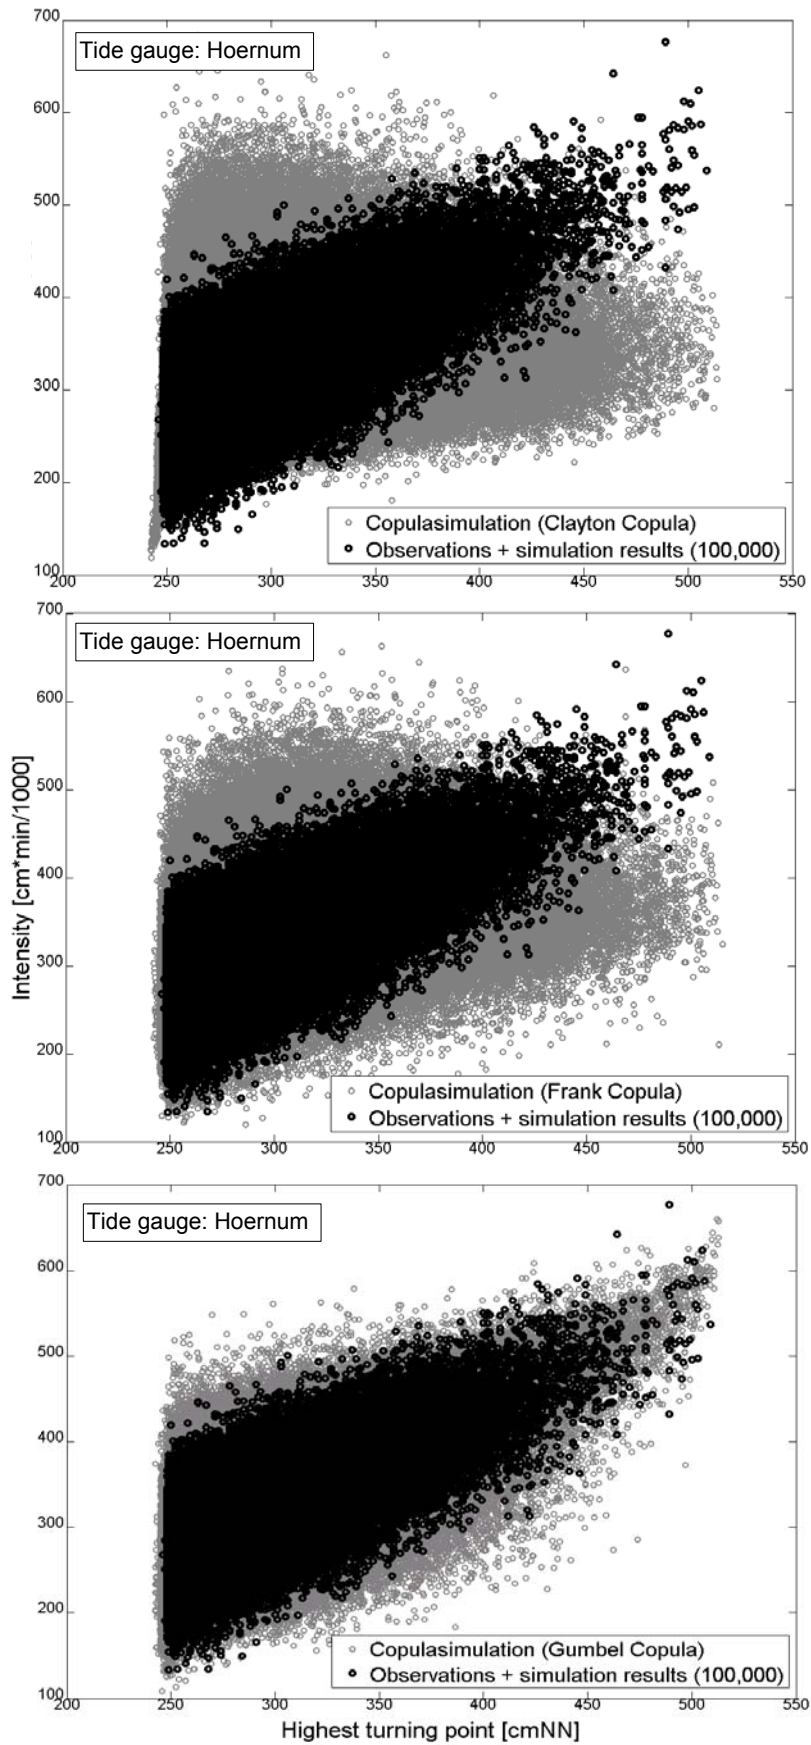 700
Tide gauge: Hoernum
600
500
400
300
200
Copulasimulation (Clayton Copula)
Observations + simulation results (100,000)
100
200 250 300 350 400 450 500 550
700
Tide gauge: Hoernum
600
500
400
300
200
Intensity [cm*min/1000]
Copulasimulation (Frank Copula)
Observations + simulation results (100,000)
100
200 250 300 350 400 450 500 550
700
Tide gauge: Hoernum
600
500
400
300
200
Copulasimulation (Gumbel Copula)
Observations + simulation results (100,000)
100
200 250 300 350 400 450 500 550
Highest turning point [cmNN]